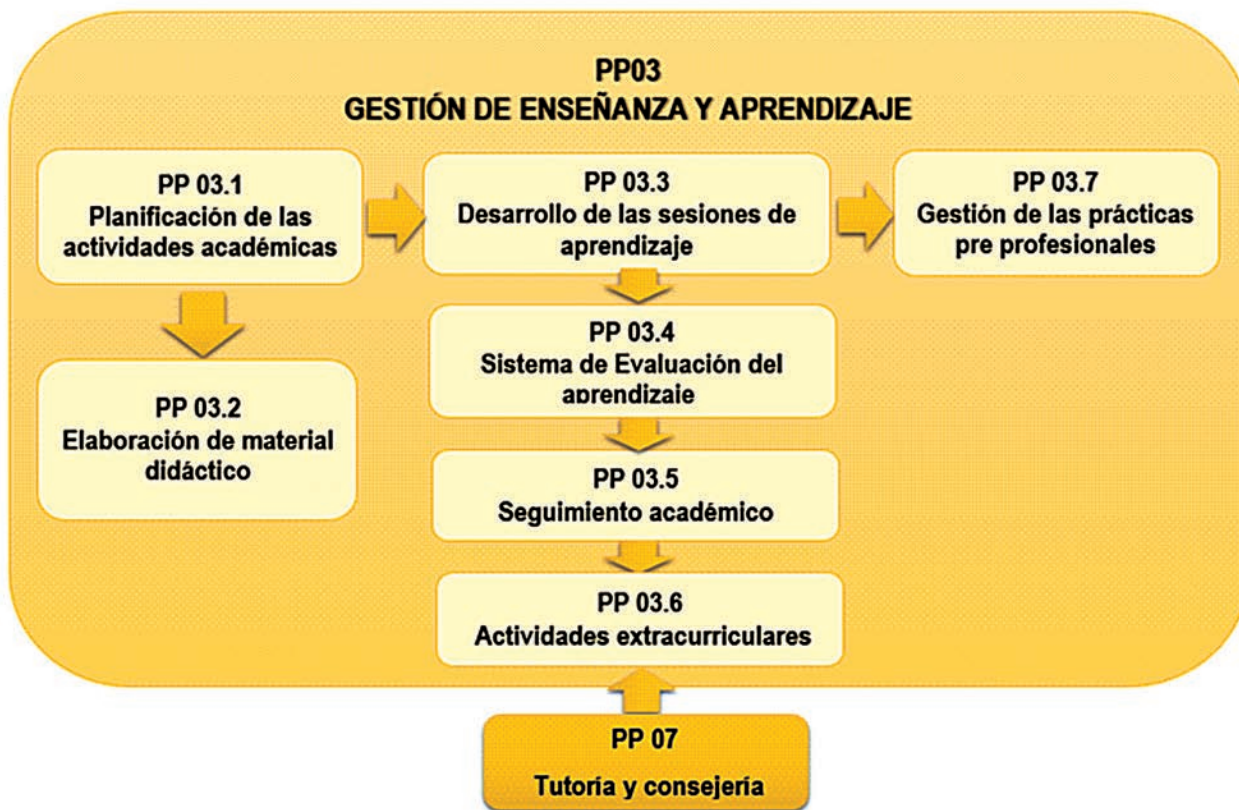 PP03
GESTIÓN DE ENSEÑANZA Y APRENDIZAJE
PP 03.1
Planificación de las
actividades académicas
PP 03.2
Elaboración de material
didáctico
PP 03.3
Desarrollo de las sesiones de
aprendizaje
PP 03.4
Sistema de Evaluación del
aprendizaje
PP 03.5
Seguimiento académico
PP 03.6
Actividades extracurriculares
PP 03.7
Gestión de las prácticas
pre profesionales
PP 07
Tutoría y consejería